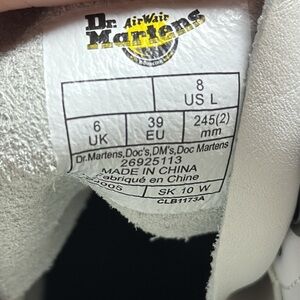 Dr. AirWair
Martens
8
US L
6
UK
39
EU
245(2)
mm
Dr.Martens,Doc's,DM's,Doc Martens
26925113
MADE IN CHINA
Fabriqué en Chine
SK 10 W
CLB1173A